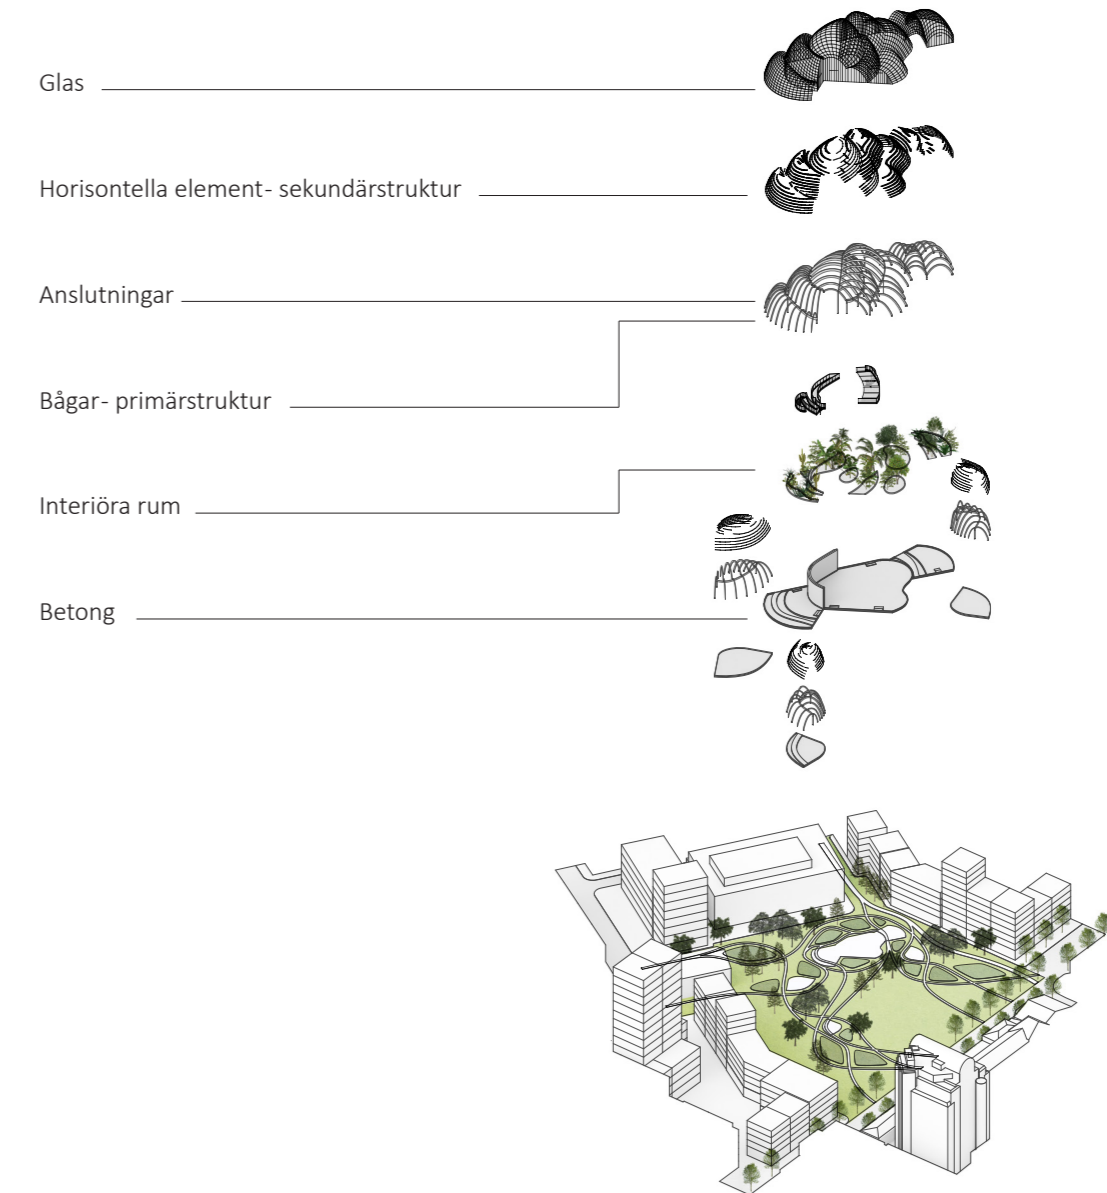 Glas
Horisontella element- sekundärstruktur
Anslutningar
Bågar- primärstruktur
Interiöra rum
Betong